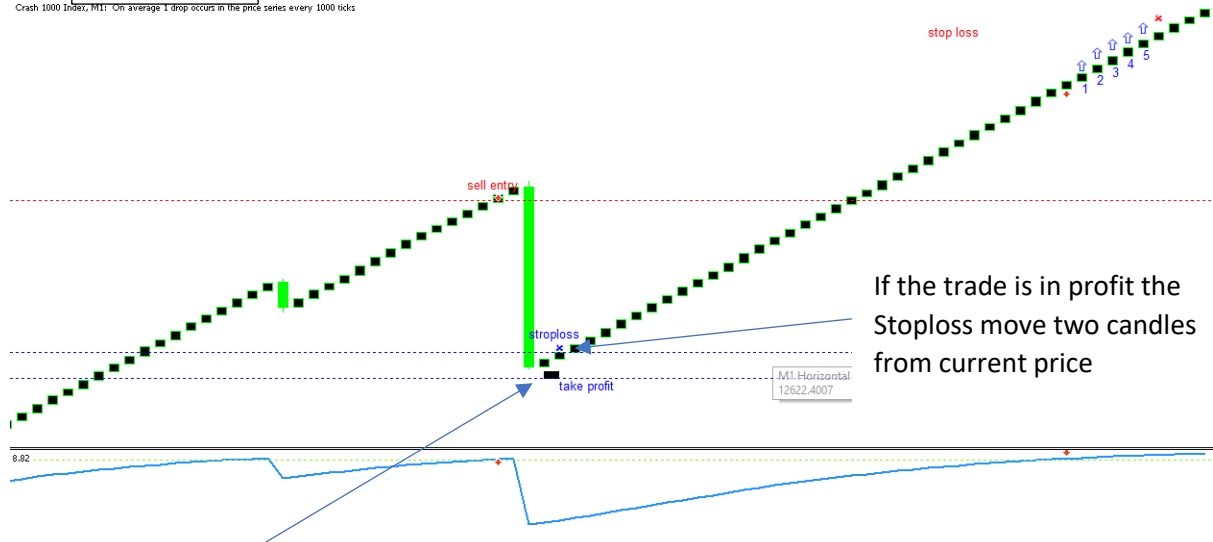 Crash 1000 Index, M1: On average 1 drop occurs in the price series every 1000 ticks
stop loss
1 2 3 4 5
sell entry
If the trade is in profit the
Stoploss move two candles
from current price
stroploss
take profit
M1 Horizontal
12622.4007
8.82